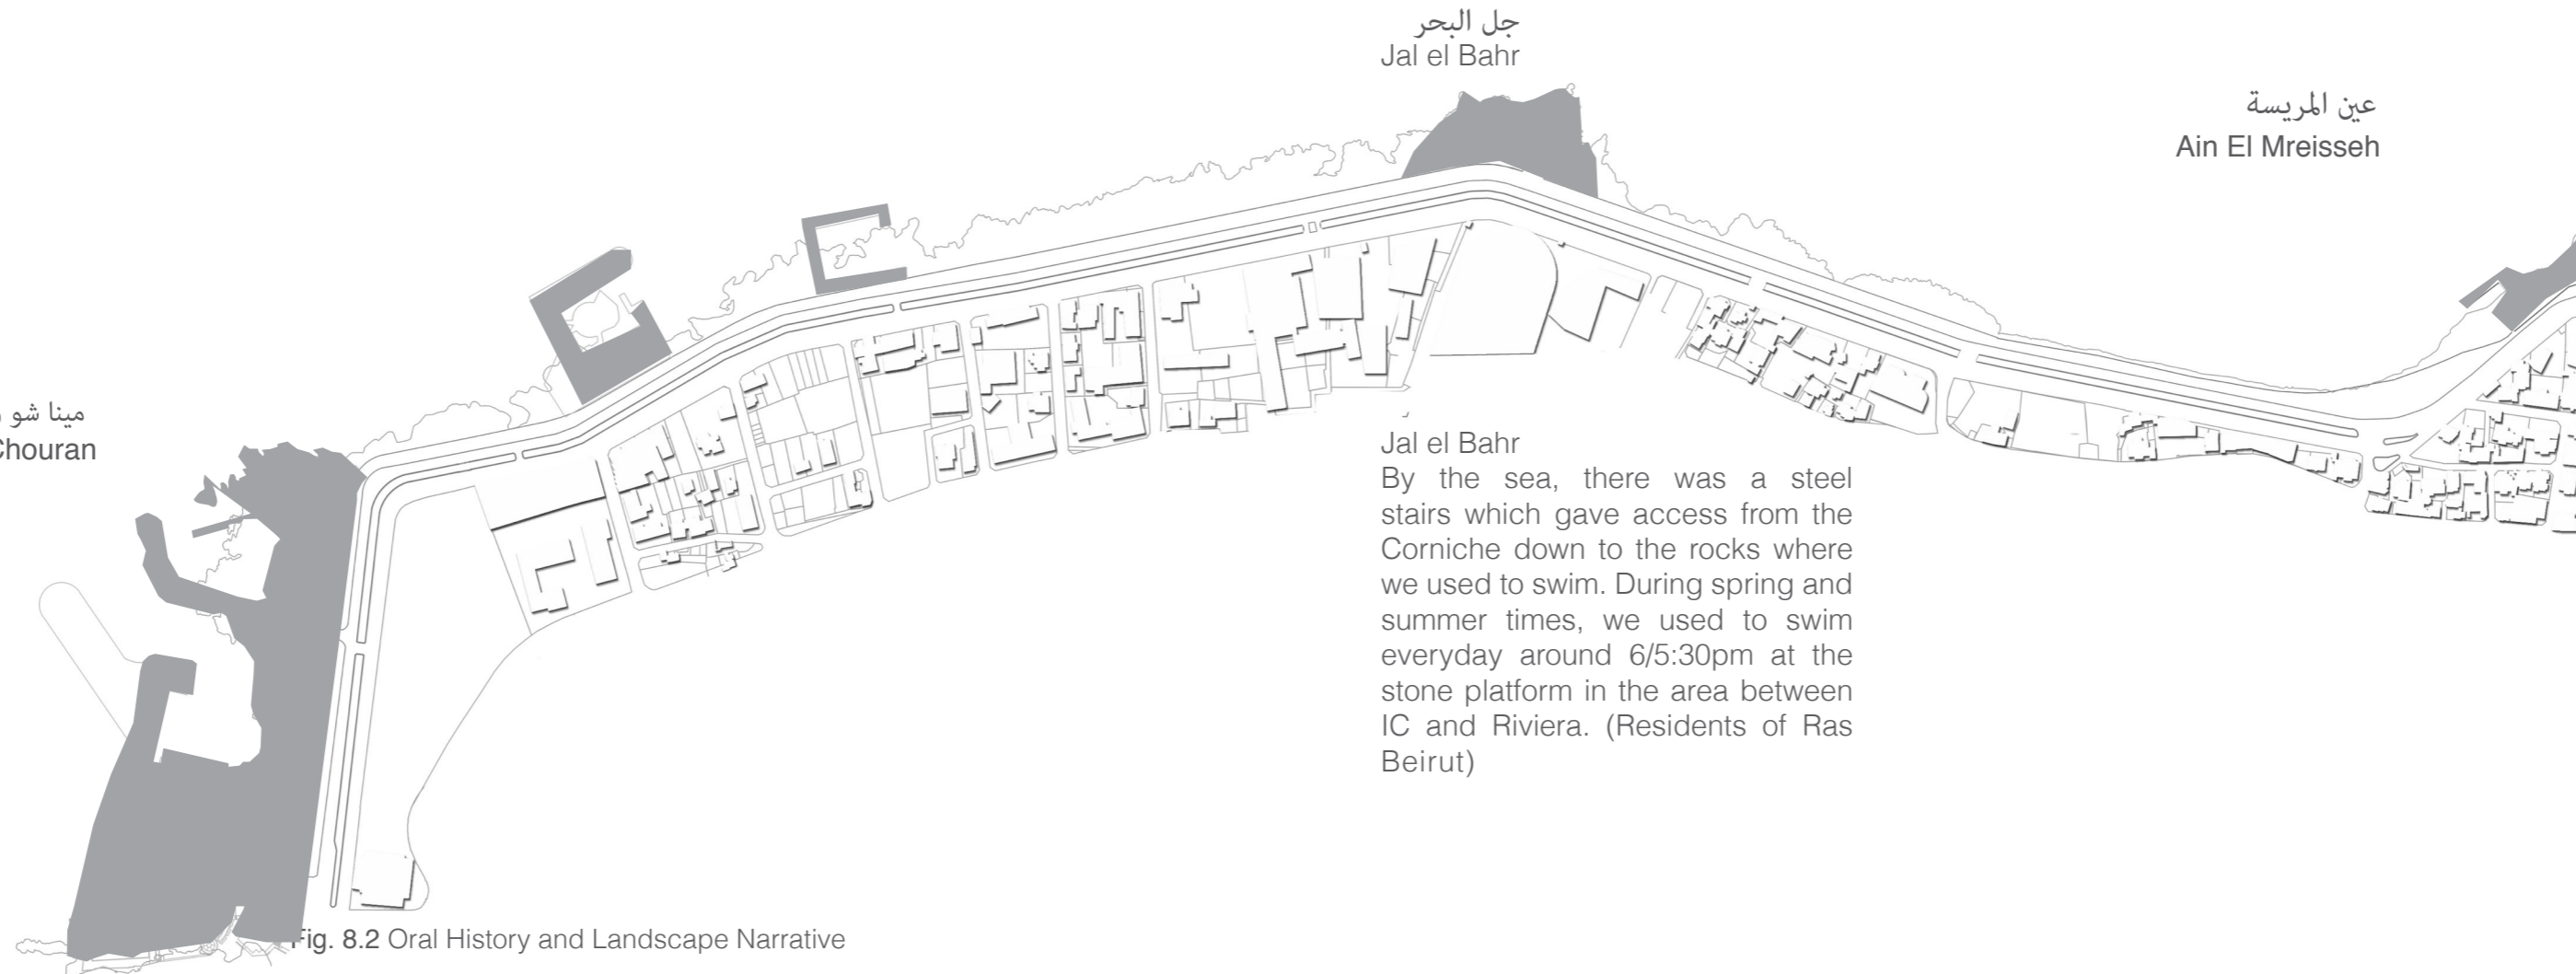 جل البحر
Jal el Bahr
عين المريسة
Ain El Mreisseh
مينا شو
Chouran
Jal el Bahr
By the sea, there was a steel
stairs which gave access from the
Corniche down to the rocks where
we used to swim. During spring and
summer times, we used to swim
everyday around 6/5:30pm at the
stone platform in the area between
IC and Riviera. (Residents of Ras
Beirut)
Fig. 8.2 Oral History and Landscape Narrative